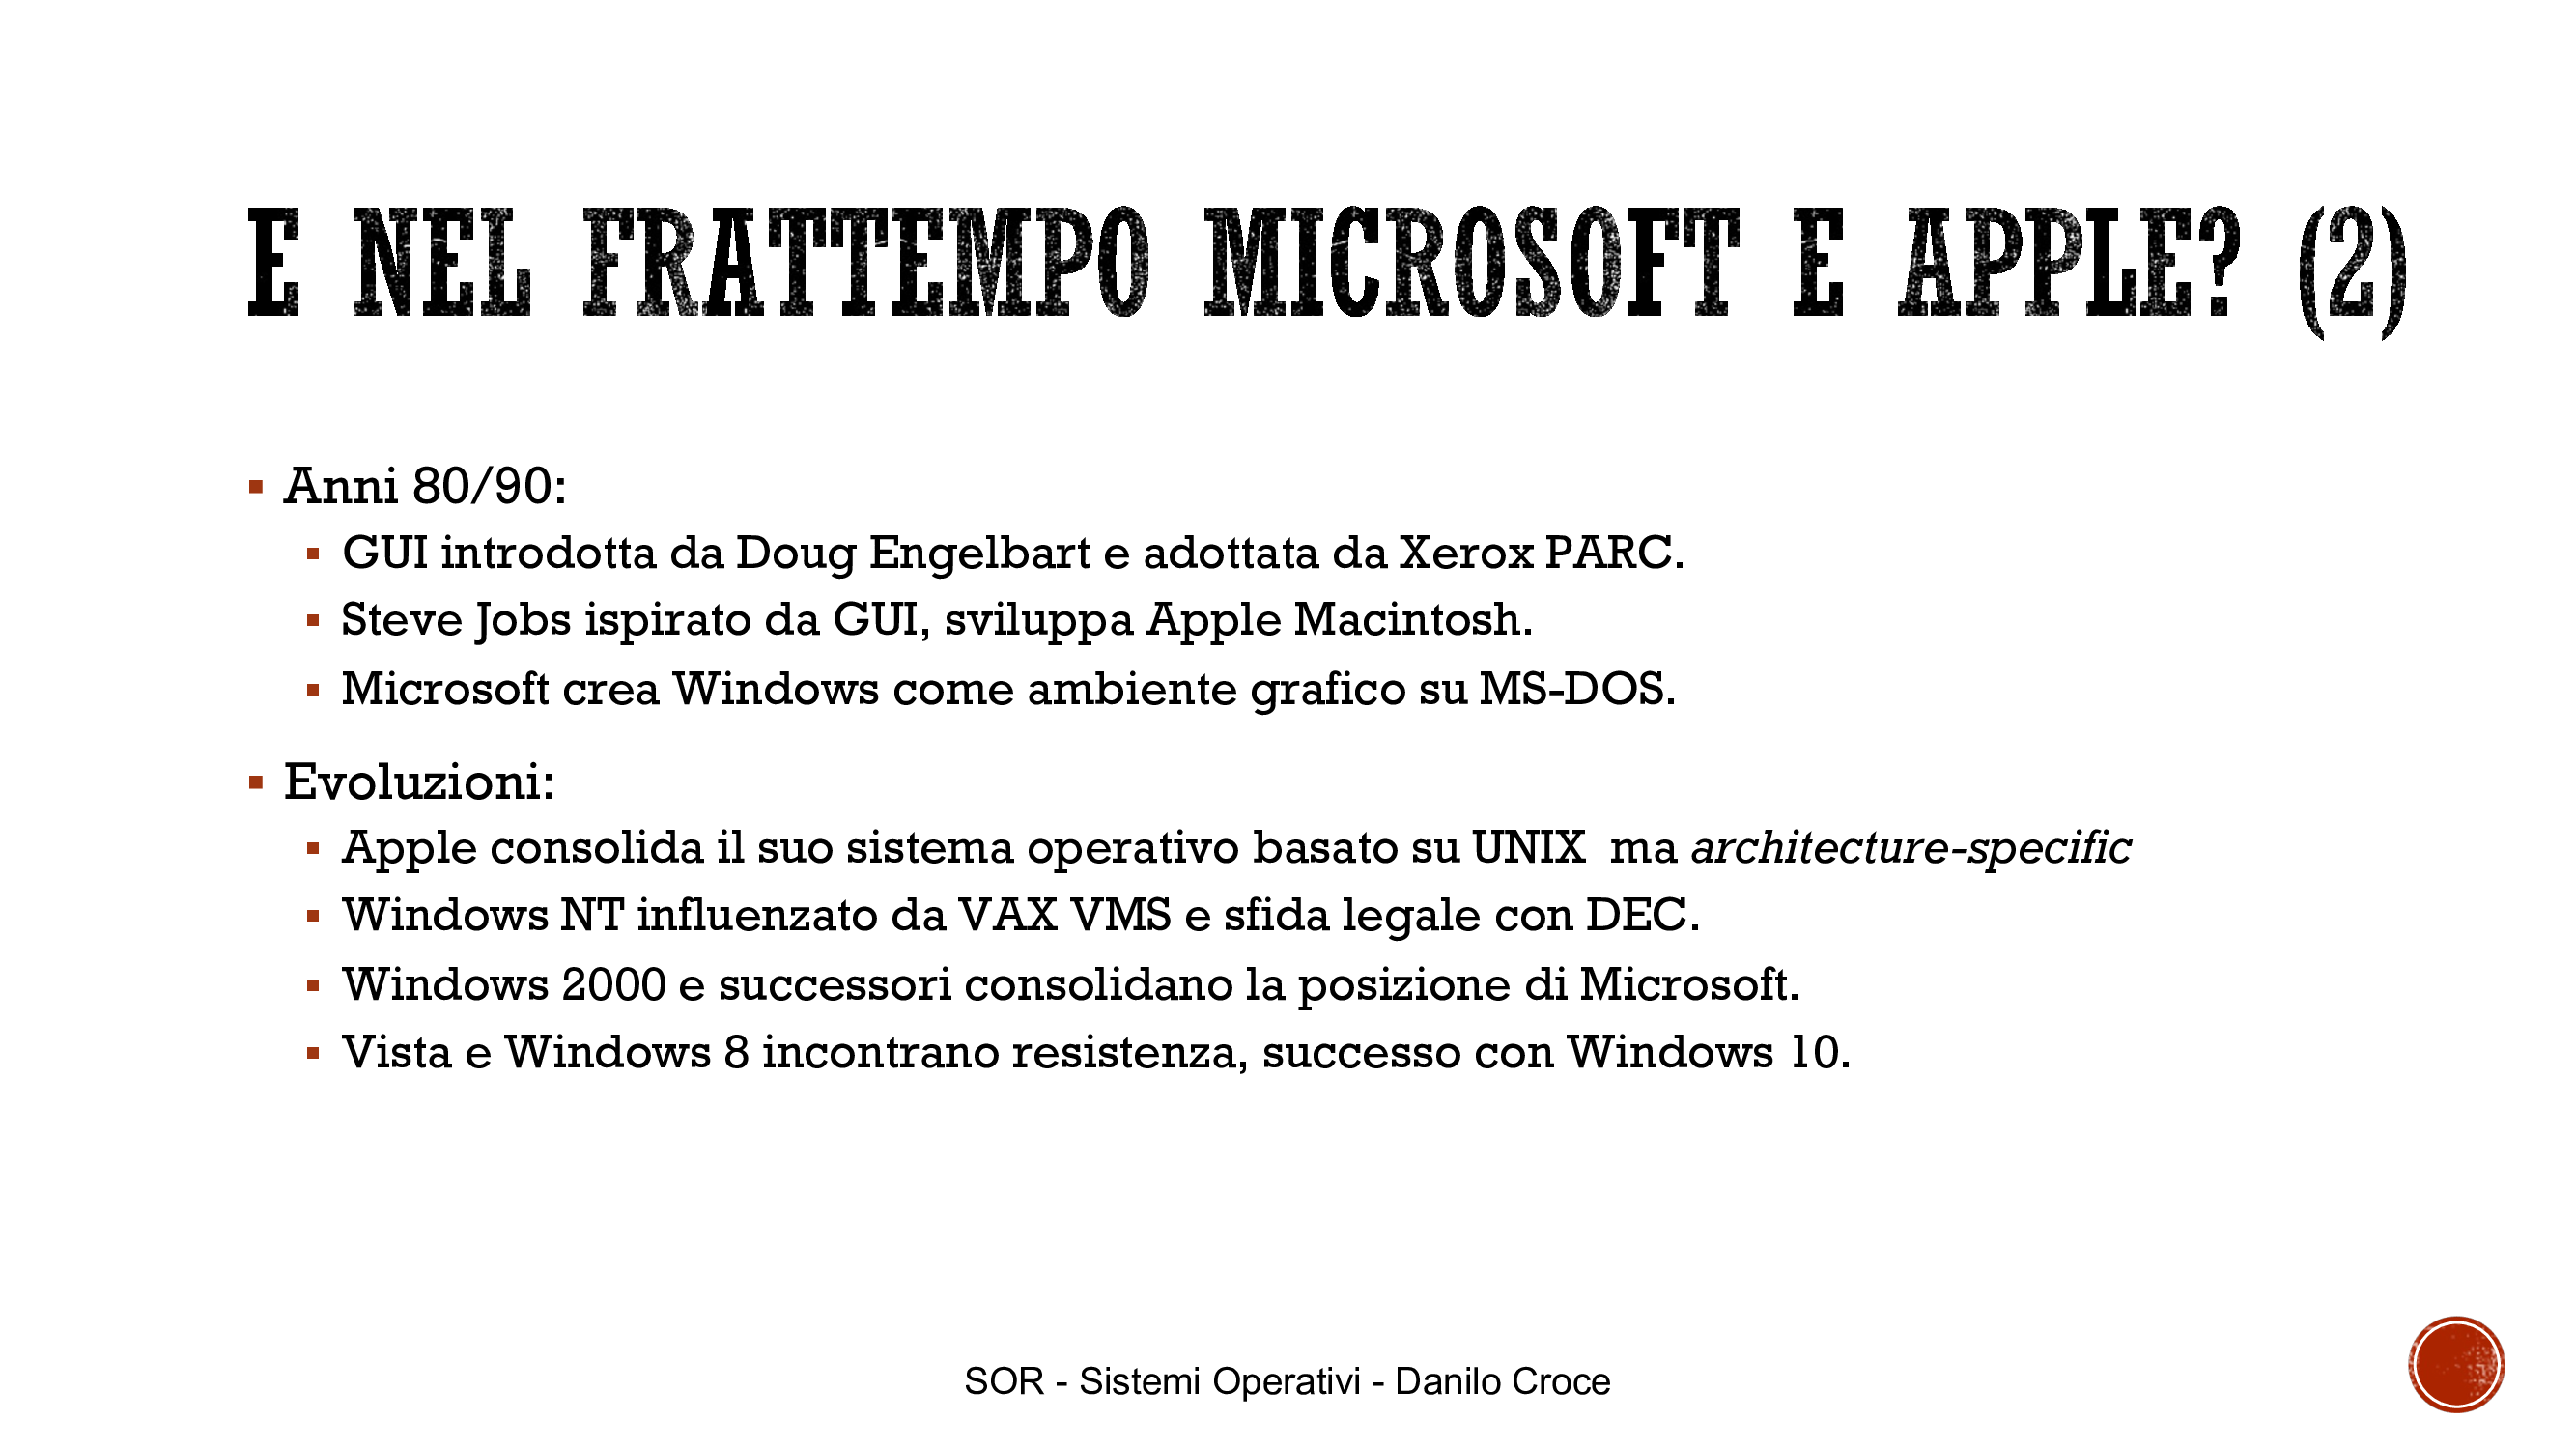 E NEL FRATTEMPO MICROSOFT E APPLE? (2)
▪ Anni 80/90:
▪ GUI introdotta da Doug Engelbart e adottata da Xerox PARC.
▪ Steve Jobs ispirato da GUI, sviluppa Apple Macintosh.
▪ Microsoft crea Windows come ambiente grafico su MS-DOS.
▪ Evoluzioni:
▪ Apple consolida il suo sistema operativo basato su UNIX ma architecture-specific
▪ Windows NT influenzato da VAX VMS e sfida legale con DEC.
▪ Windows 2000 e successori consolidano la posizione di Microsoft.
▪ Vista e Windows 8 incontrano resistenza, successo con Windows 10.
SOR - Sistemi Operativi - Danilo Croce